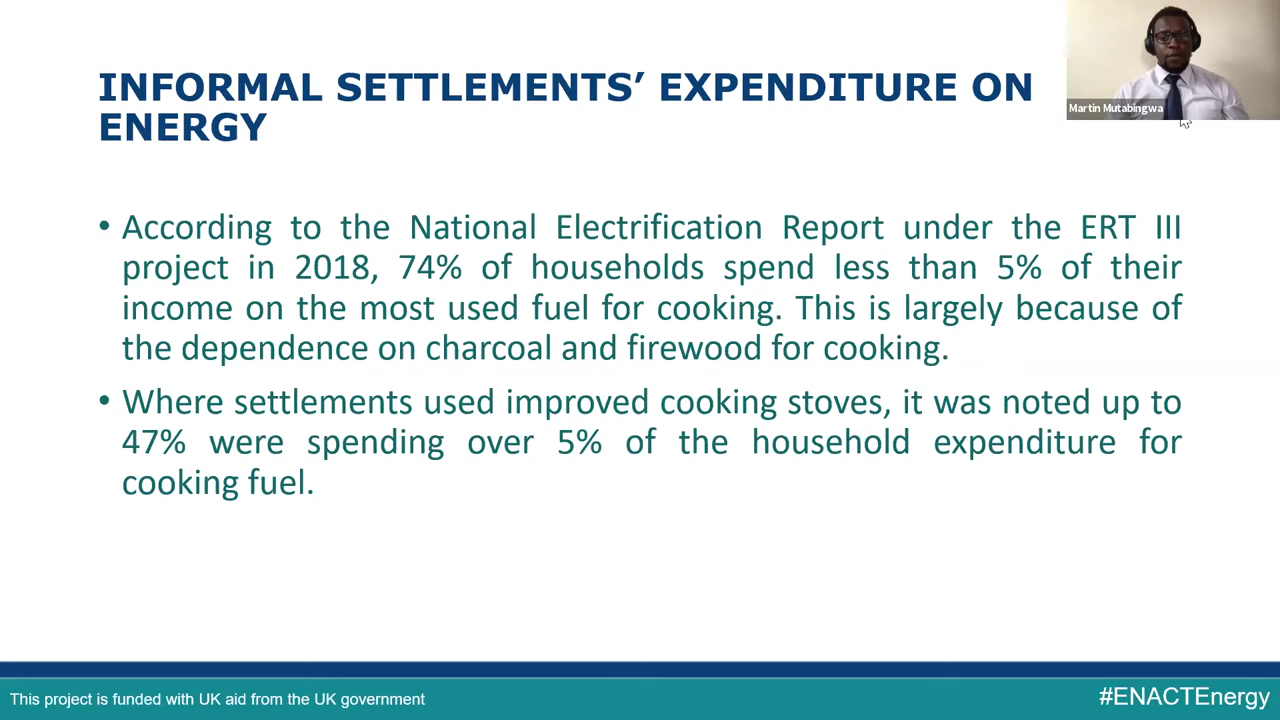 INFORMAL SETTLEMENTS’ EXPENDITURE ON
ENERGY
Martin Mutabingwa
• According to the National Electrification Report under the ERT III
project in 2018, 74% of households spend less than 5% of their
income on the most used fuel for cooking. This is largely because of
the dependence on charcoal and firewood for cooking.
• Where settlements used improved cooking stoves, it was noted up to
47% were spending over 5% of the household expenditure for
cooking fuel.
This project is funded with UK aid from the UK government
#ENACTEnergy